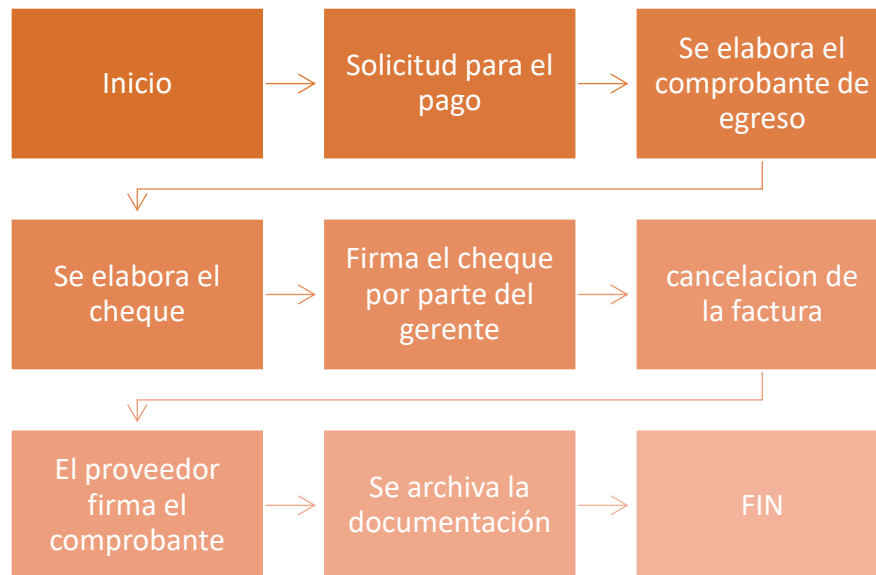 Inicio
Solicitud para el
pago
Se elabora el
comprobante de
egreso
Se elabora el
cheque
Firma el cheque
por parte del
gerente
cancelacion de
la factura
El proveedor
firma el
comprobante
Se archiva la
documentación
FIN